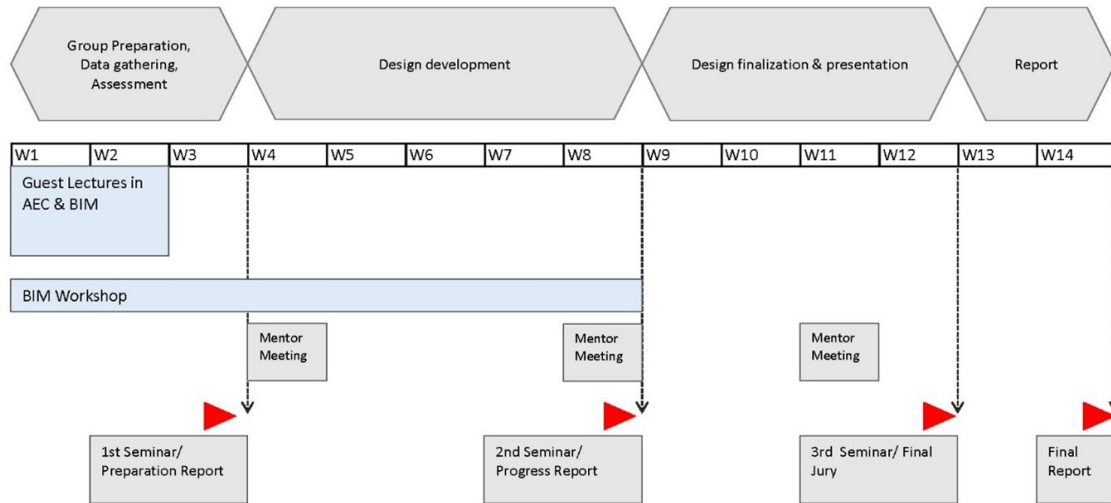 Group Preparation,
Data gathering,
Assessment
Design development
Design finalization & presentation
Report
W1 W2 W3 W4 W5 W6 W7 W8 W9 W10 W11 W12 W13 W14
Guest Lectures in
AEC & BIM
BIM Workshop
Mentor
Meeting
Mentor
Meeting
Mentor
Meeting
1st Seminar/
Preparation Report
2nd Seminar/
Progress Report
3rd Seminar/ Final
Jury
Final
Report